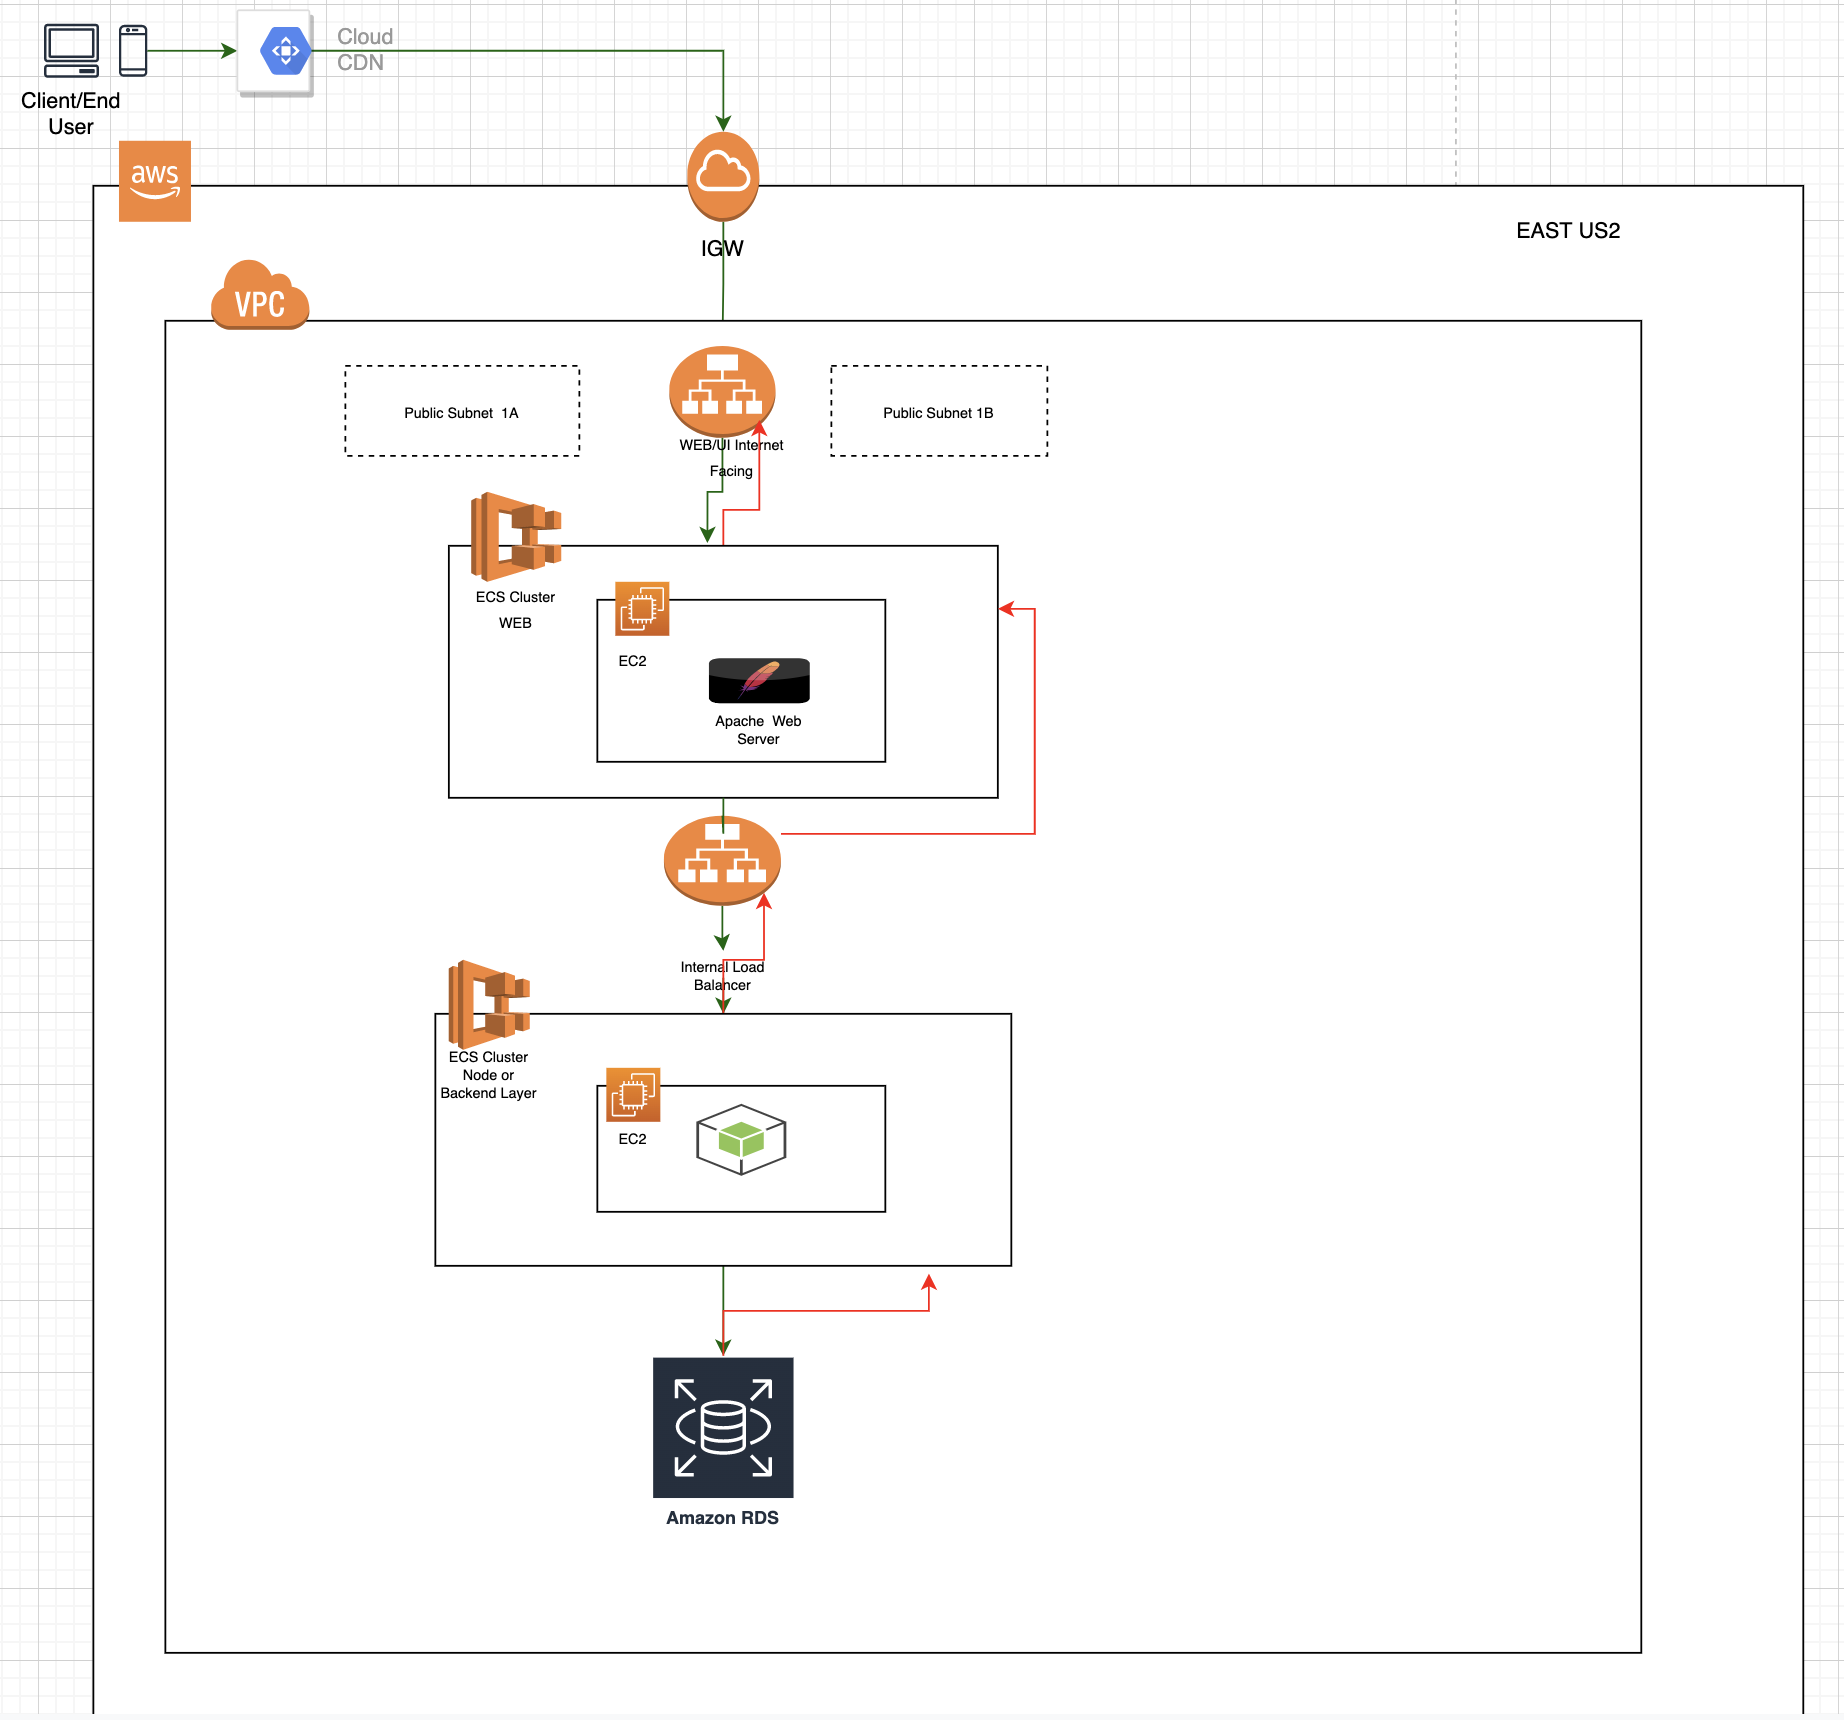 Cloud
CDN
Client/End
User
aws
IGW
EAST US2
VPC
Public Subnet  1A
Public Subnet 1B
WEB/UI Internet
Facing
ECS Cluster
WEB
EC2
Apache  Web
Server
Internal Load
Balancer
ECS Cluster
Node or
Backend Layer
EC2
Amazon RDS